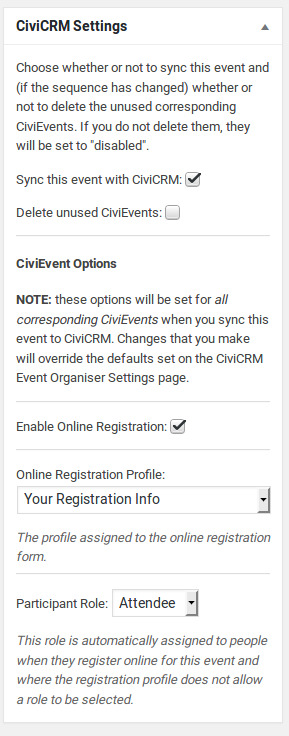 CiviCRM Settings
Choose whether or not to sync this event and
(if the sequence has changed) whether or
not to delete the unused corresponding
CiviEvents. If you do not delete them, they
will be set to "disabled".
Sync this event with CiviCRM:
Delete unused CiviEvents:
CiviEvent Options
NOTE: these options will be set for all
corresponding CiviEvents when you sync this
event to CiviCRM. Changes that you make
will override the defaults set on the CiviCRM
Event Organiser Settings page.
Enable Online Registration:
Online Registration Profile:
Your Registration Info
The profile assigned to the online registration
form.
Participant Role: Attendee
This role is automatically assigned to people
when they register online for this event and
where the registration profile does not allow
a role to be selected.